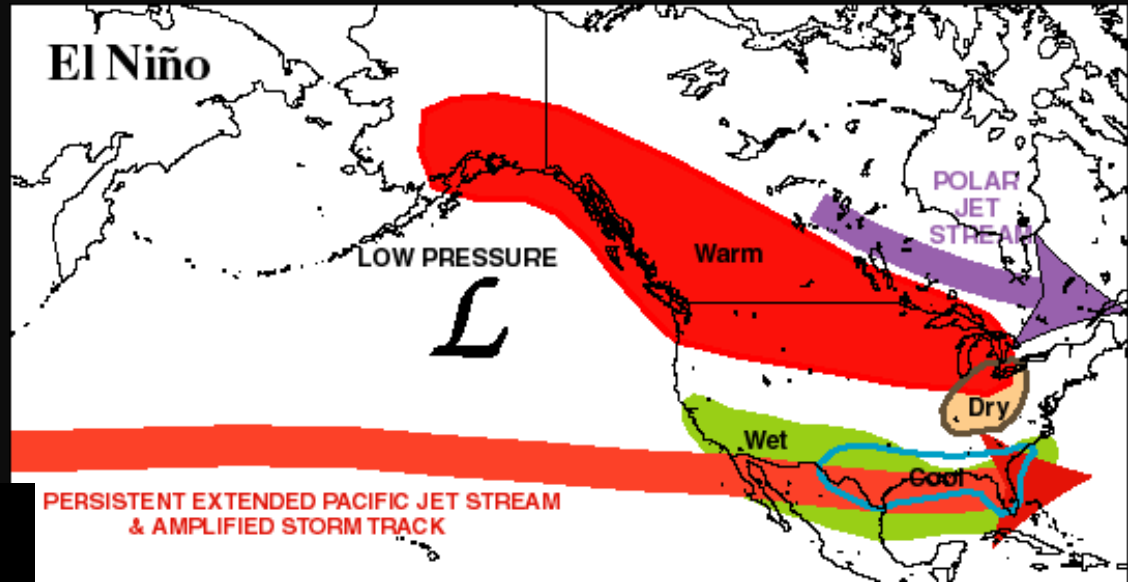 El Niño
POLAR
JET
STREAM
Warm
LOW PRESSURE
L
Dry
Wet
Cool
PERSISTENT EXTENDED PACIFIC JET STREAM
& AMPLIFIED STORM TRACK